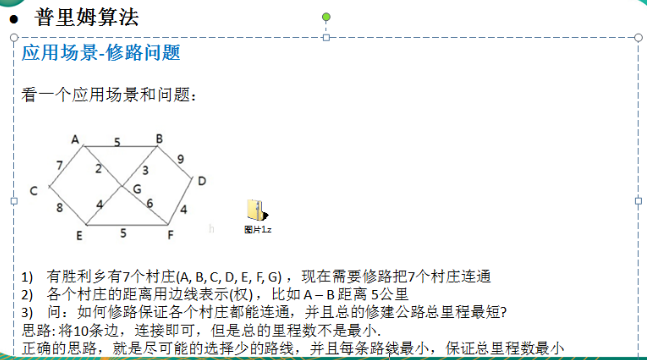 ● 普里姆算法
应用场景-修路问题
看一个应用场景和问题：
A 5 B
7 2 3 9
C G D
8 4 6 4
E 5 F
图片1z
1) 有胜利乡有7个村庄(A, B, C, D, E, F, G) ，现在需要修路把7个村庄连通
2) 各个村庄的距离用边线表示(权) ，比如 A – B 距离 5公里
3) 问：如何修路保证各个村庄都能连通，并且总的修建公路总里程最短?
思路: 将10条边，连接即可，但是总的里程数不是最小.
正确的思路，就是尽可能的选择少的路线，并且每条路线最小，保证总里程数最小